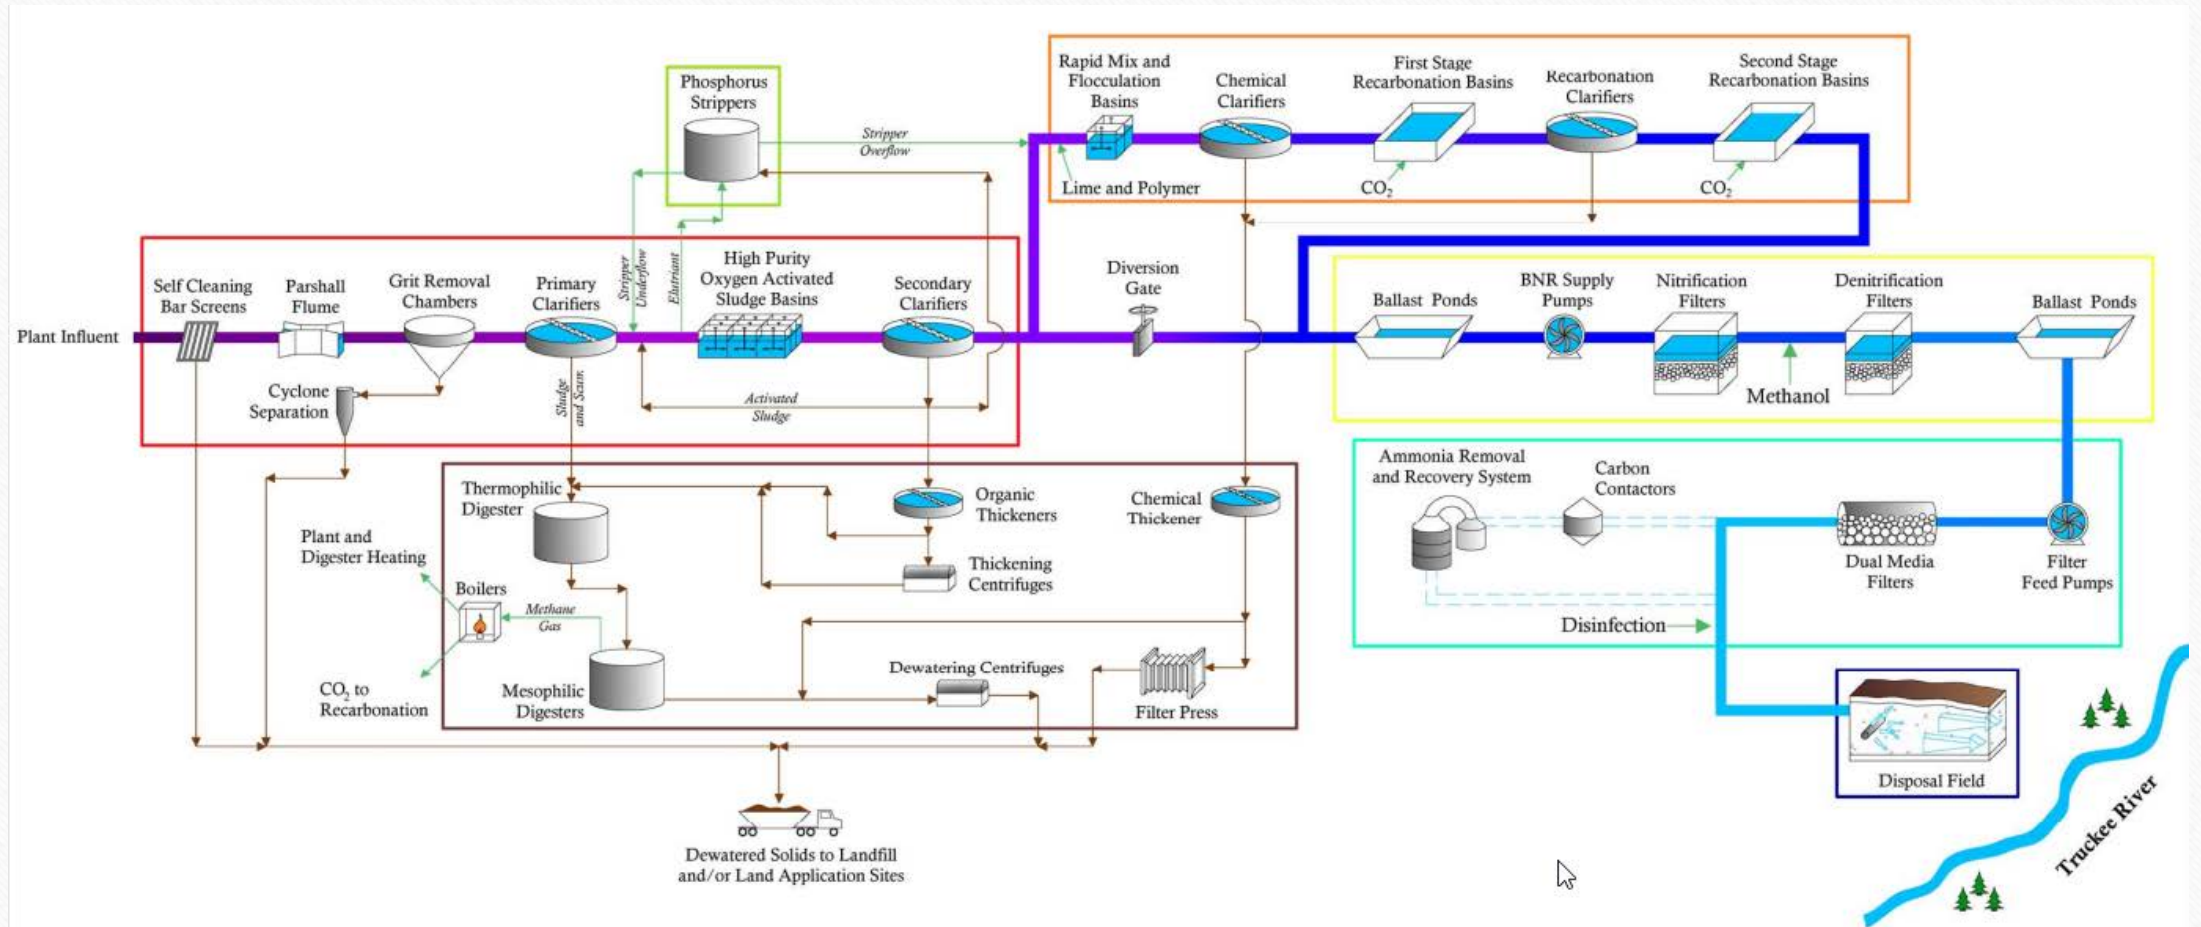 Phosphorus
Strippers
Stripper
Overflow
Stripper
Underflow
Elutriant
Rapid Mix and
Flocculation
Basins
Chemical
Clarifiers
First Stage
Recarbonation Basins
Recarbonation
Clarifiers
Second Stage
Recarbonation Basins
Lime and Polymer
CO₂
CO₂
Plant Influent
Self Cleaning
Bar Screens
Parshall
Flume
Grit Removal
Chambers
Primary
Clarifiers
High Purity
Oxygen Activated
Sludge Basins
Secondary
Clarifiers
Cyclone
Separation
Sludge
and Scum
Activated
Sludge
Diversion
Gate
Ballast Ponds
BNR Supply
Pumps
Nitrification
Filters
Denitrification
Filters
Ballast Ponds
Methanol
Ammonia Removal
and Recovery System
Carbon
Contactors
Dual Media
Filters
Filter
Feed Pumps
Disinfection
Thermophilic
Digester
Organic
Thickeners
Chemical
Thickener
Thickening
Centrifuges
Plant and
Digester Heating
Boilers
Methane
Gas
CO₂ to
Recarbonation
Mesophilic
Digesters
Dewatering Centrifuges
Filter Press
Disposal Field
Truckee River
Dewatered Solids to Landfill
and/or Land Application Sites